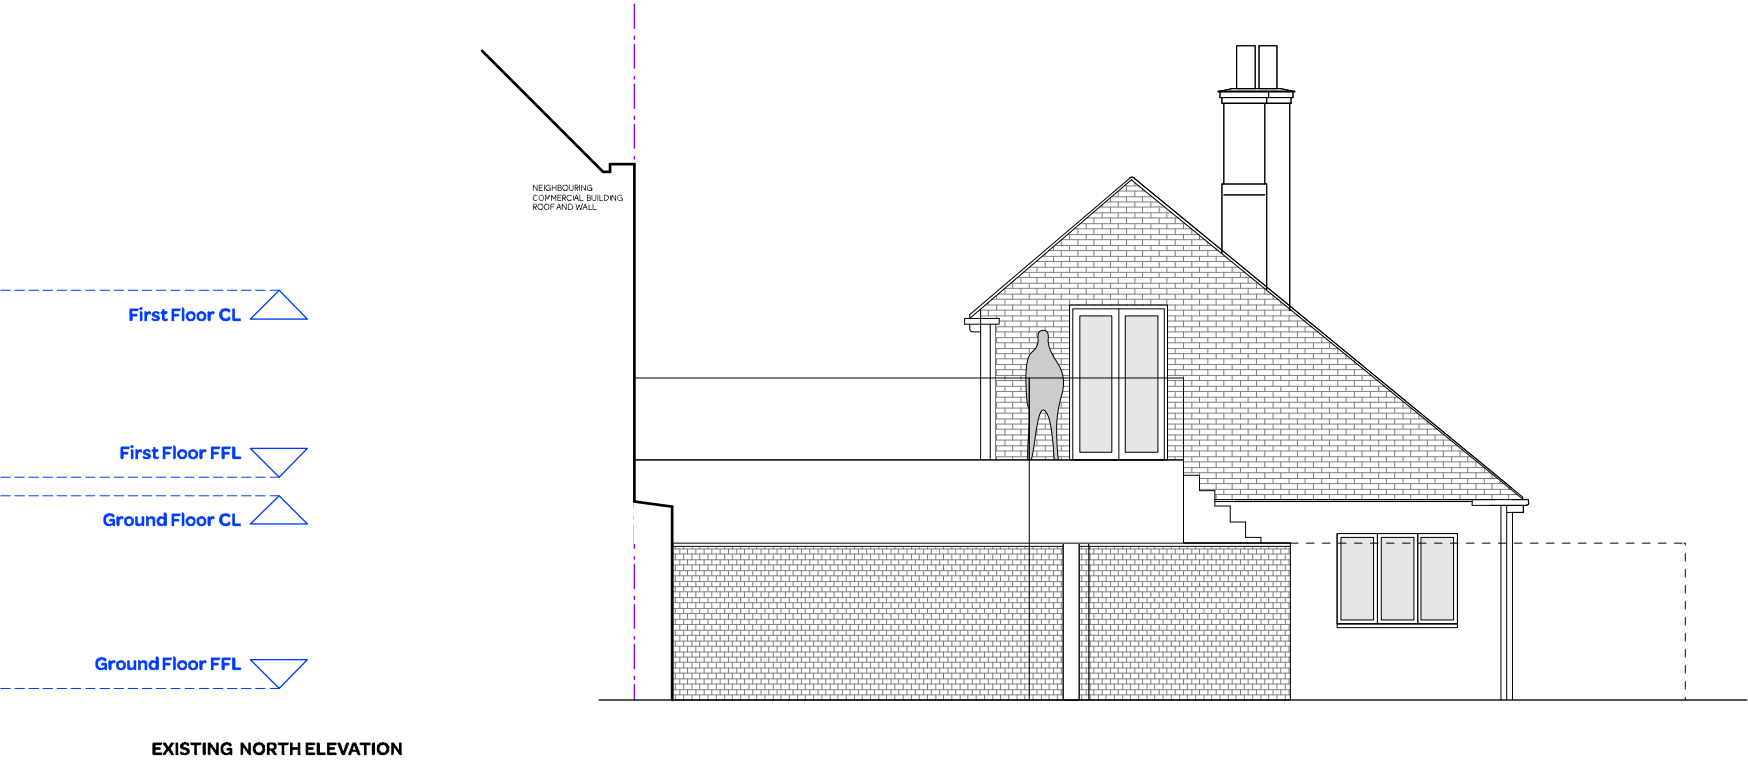 NEIGHBOURING
COMMERCIAL BUILDING
ROOF AND WALL
First Floor CL
First Floor FFL
Ground Floor CL
Ground Floor FFL
EXISTING NORTH ELEVATION